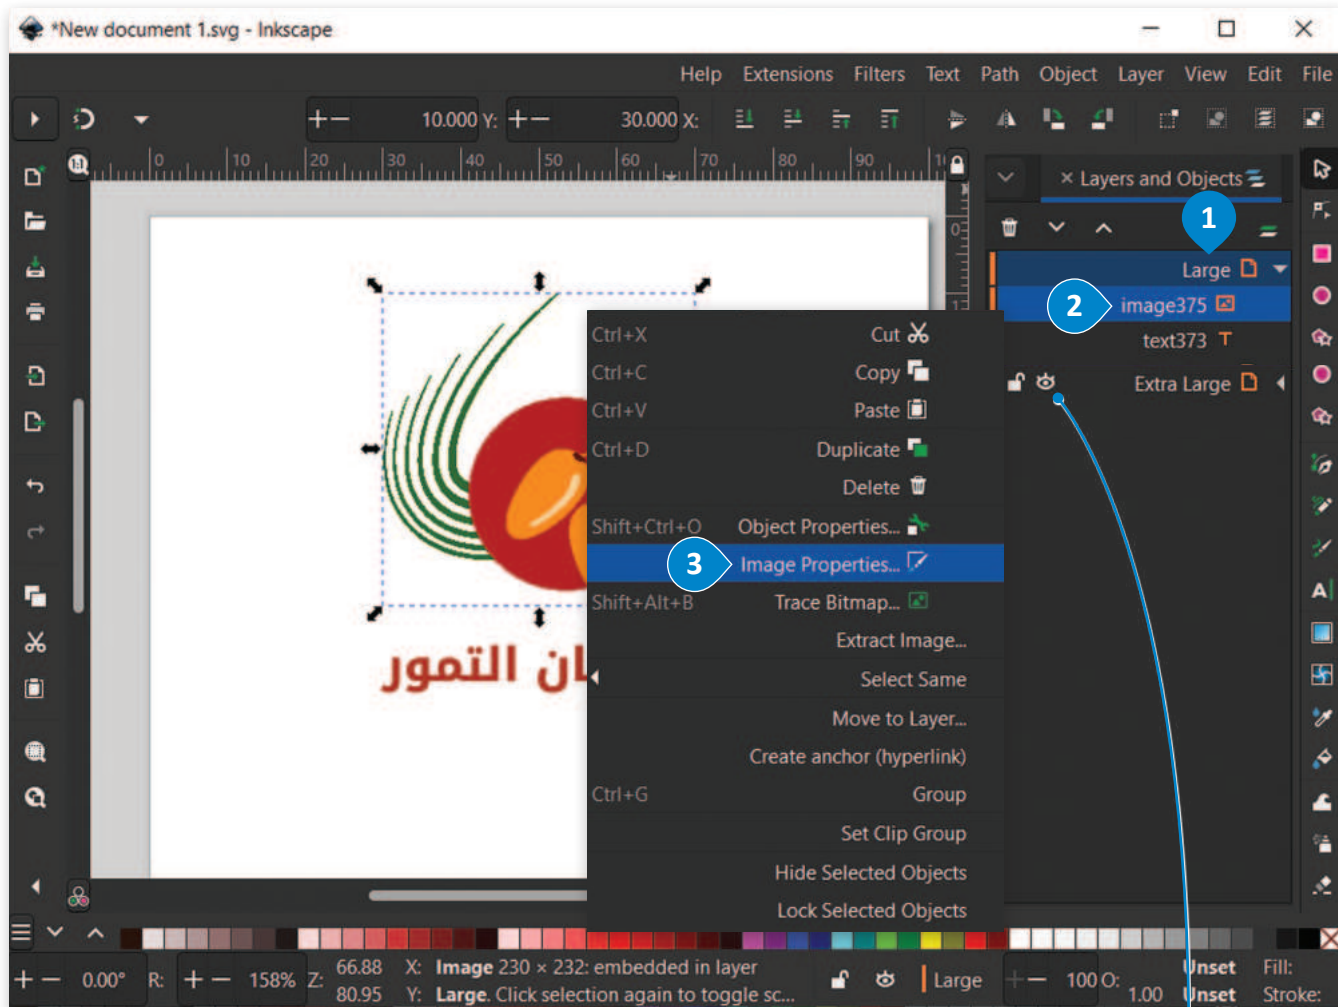 *New document 1.svg - Inkscape
Help Extensions Filters Text Path Object Layer View Edit File
10.000 Y: 30.000 X:
1:1
0 10 20 30 40 50 60 70 80 90
Layers and Objects
0
1
Large
2
image375
text373
Extra Large
Ctrl+X Cut
Ctrl+C Copy
Ctrl+V Paste
Ctrl+D Duplicate
Delete
Shift+Ctrl+O Object Properties...
3
Image Properties...
Shift+Alt+B Trace Bitmap...
Extract Image...
Select Same
Move to Layer...
Create anchor (hyperlink)
Ctrl+G Group
Set Clip Group
Hide Selected Objects
Lock Selected Objects
التمور
0.00° R: 158% Z: 66.88 X: Image 230 × 232: embedded in layer
80.95 Y: Large. Click selection again to toggle sc...
Large 100 O: 1.00
Unset Fill:
Unset Stroke: